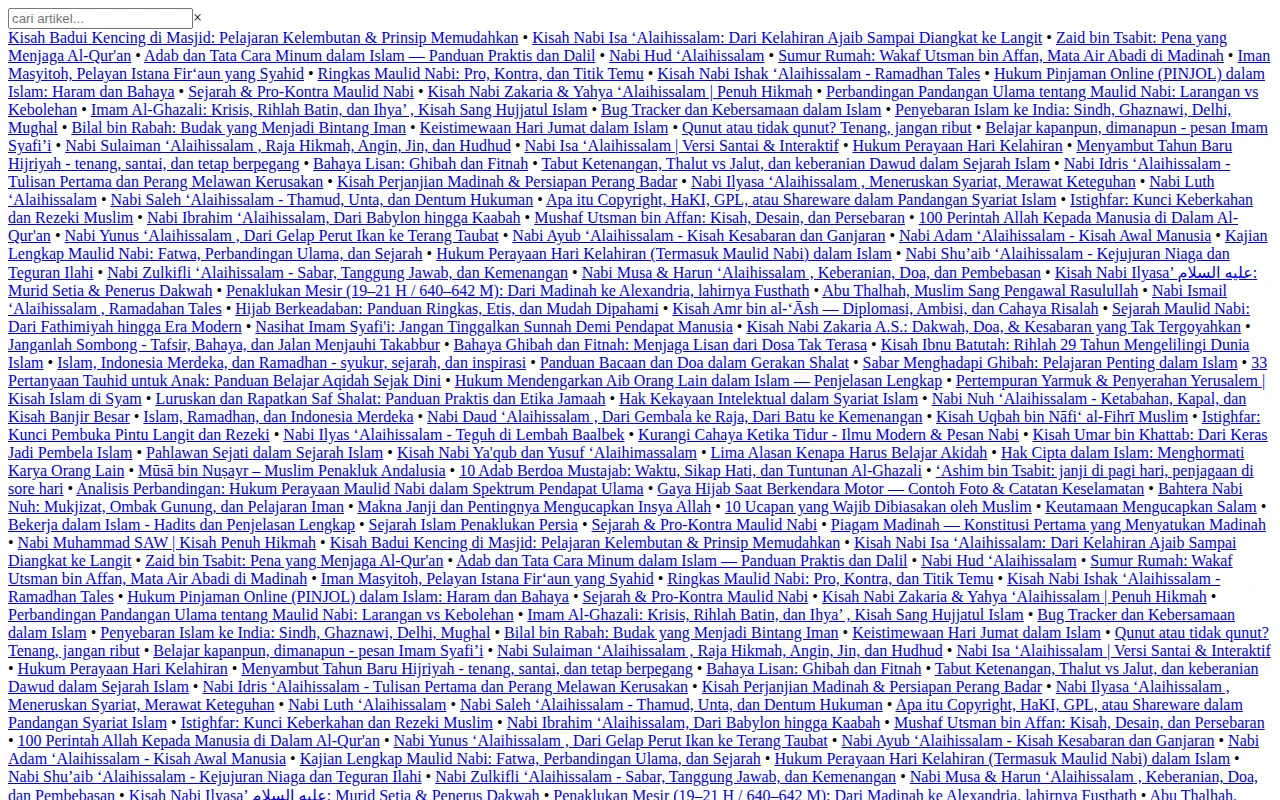 cari artikel... ×
Kisah Badui Kencing di Masjid: Pelajaran Kelembutan & Prinsip Memudahkan • Kisah Nabi Isa ‘Alaihissalam: Dari Kelahiran Ajaib Sampai Diangkat ke Langit • Zaid bin Tsabit: Pena yang
Menjaga Al-Qur'an • Adab dan Tata Cara Minum dalam Islam — Panduan Praktis dan Dalil • Nabi Hud ‘Alaihissalam • Sumur Rumah: Wakaf Utsman bin Affan, Mata Air Abadi di Madinah • Iman
Masyitoh, Pelayan Istana Fir‘aun yang Syahid • Ringkas Maulid Nabi: Pro, Kontra, dan Titik Temu • Kisah Nabi Ishak ‘Alaihissalam - Ramadhan Tales • Hukum Pinjaman Online (PINJOL) dalam
Islam: Haram dan Bahaya • Sejarah & Pro-Kontra Maulid Nabi • Kisah Nabi Zakaria & Yahya ‘Alaihissalam | Penuh Hikmah • Perbandingan Pandangan Ulama tentang Maulid Nabi: Larangan vs
Kebolehan • Imam Al-Ghazali: Krisis, Rihlah Batin, dan Ihya’ , Kisah Sang Hujjatul Islam • Bug Tracker dan Kebersamaan dalam Islam • Penyebaran Islam ke India: Sindh, Ghaznawi, Delhi,
Mughal • Bilal bin Rabah: Budak yang Menjadi Bintang Iman • Keistimewaan Hari Jumat dalam Islam • Qunut atau tidak qunut? Tenang, jangan ribut • Belajar kapanpun, dimanapun - pesan Imam
Syafi’i • Nabi Sulaiman ‘Alaihissalam , Raja Hikmah, Angin, Jin, dan Hudhud • Nabi Isa ‘Alaihissalam | Versi Santai & Interaktif • Hukum Perayaan Hari Kelahiran • Menyambut Tahun Baru
Hijriyah - tenang, santai, dan tetap berpegang • Bahaya Lisan: Ghibah dan Fitnah • Tabut Ketenangan, Thalut vs Jalut, dan keberanian Dawud dalam Sejarah Islam • Nabi Idris ‘Alaihissalam -
Tulisan Pertama dan Perang Melawan Kerusakan • Kisah Perjanjian Madinah & Persiapan Perang Badar • Nabi Ilyasa ‘Alaihissalam , Meneruskan Syariat, Merawat Keteguhan • Nabi Luth
‘Alaihissalam • Nabi Saleh ‘Alaihissalam - Thamud, Unta, dan Dentum Hukuman • Apa itu Copyright, HaKI, GPL, atau Shareware dalam Pandangan Syariat Islam • Istighfar: Kunci Keberkahan
dan Rezeki Muslim • Nabi Ibrahim ‘Alaihissalam, Dari Babylon hingga Kaabah • Mushaf Utsman bin Affan: Kisah, Desain, dan Persebaran • 100 Perintah Allah Kepada Manusia di Dalam Al-
Qur'an • Nabi Yunus ‘Alaihissalam , Dari Gelap Perut Ikan ke Terang Taubat • Nabi Ayub ‘Alaihissalam - Kisah Kesabaran dan Ganjaran • Nabi Adam ‘Alaihissalam - Kisah Awal Manusia • Kajian
Lengkap Maulid Nabi: Fatwa, Perbandingan Ulama, dan Sejarah • Hukum Perayaan Hari Kelahiran (Termasuk Maulid Nabi) dalam Islam • Nabi Shu’aib ‘Alaihissalam - Kejujuran Niaga dan
Teguran Ilahi • Nabi Zulkifli ‘Alaihissalam - Sabar, Tanggung Jawab, dan Kemenangan • Nabi Musa & Harun ‘Alaihissalam , Keberanian, Doa, dan Pembebasan • Kisah Nabi Ilyasa’ عليه السلام:
Murid Setia & Penerus Dakwah • Penaklukan Mesir (19–21 H / 640–642 M): Dari Madinah ke Alexandria, lahirnya Fusthath • Abu Thalhah, Muslim Sang Pengawal Rasulullah • Nabi Ismail
‘Alaihissalam , Ramadahan Tales • Hijab Berkeadaban: Panduan Ringkas, Etis, dan Mudah Dipahami • Kisah Amr bin al-‘Āsh — Diplomasi, Ambisi, dan Cahaya Risalah • Sejarah Maulid Nabi:
Dari Fathimiyah hingga Era Modern • Nasihat Imam Syafi'i: Jangan Tinggalkan Sunnah Demi Pendapat Manusia • Kisah Nabi Zakaria A.S.: Dakwah, Doa, & Kesabaran yang Tak Tergoyahkan •
Janganlah Sombong - Tafsir, Bahaya, dan Jalan Menjauhi Takabbur • Bahaya Ghibah dan Fitnah: Menjaga Lisan dari Dosa Tak Terasa • Kisah Ibnu Batutah: Rihlah 29 Tahun Mengelilingi Dunia
Islam • Islam, Indonesia Merdeka, dan Ramadhan - syukur, sejarah, dan inspirasi • Panduan Bacaan dan Doa dalam Gerakan Shalat • Sabar Menghadapi Ghibah: Pelajaran Penting dalam Islam • 33
Pertanyaan Tauhid untuk Anak: Panduan Belajar Aqidah Sejak Dini • Hukum Mendengarkan Aib Orang Lain dalam Islam — Penjelasan Lengkap • Pertempuran Yarmuk & Penyerahan Yerusalem |
Kisah Islam di Syam • Luruskan dan Rapatkan Saf Shalat: Panduan Praktis dan Etika Jamaah • Hak Kekayaan Intelektual dalam Syariat Islam • Nabi Nuh ‘Alaihissalam - Ketabahan, Kapal, dan
Kisah Banjir Besar • Islam, Ramadhan, dan Indonesia Merdeka • Nabi Daud ‘Alaihissalam , Dari Gembala ke Raja, Dari Batu ke Kemenangan • Kisah Uqbah bin Nāfi‘ al-Fihrī Muslim • Istighfar:
Kunci Pembuka Pintu Langit dan Rezeki • Nabi Ilyas ‘Alaihissalam - Teguh di Lembah Baalbek • Kurangi Cahaya Ketika Tidur - Ilmu Modern & Pesan Nabi • Kisah Umar bin Khattab: Dari Keras
Jadi Pembela Islam • Pahlawan Sejati dalam Sejarah Islam • Kisah Nabi Ya'qub dan Yusuf ‘Alaihimassalam • Lima Alasan Kenapa Harus Belajar Akidah • Hak Cipta dalam Islam: Menghormati
Karya Orang Lain • Mūsā bin Nuṣayr – Muslim Penakluk Andalusia • 10 Adab Berdoa Mustajab: Waktu, Sikap Hati, dan Tuntunan Al-Ghazali • ‘Ashim bin Tsabit: janji di pagi hari, penjagaan di
sore hari • Analisis Perbandingan: Hukum Perayaan Maulid Nabi dalam Spektrum Pendapat Ulama • Gaya Hijab Saat Berkendara Motor — Contoh Foto & Catatan Keselamatan • Bahtera Nabi
Nuh: Mukjizat, Ombak Gunung, dan Pelajaran Iman • Makna Janji dan Pentingnya Mengucapkan Insya Allah • 10 Ucapan yang Wajib Dibiasakan oleh Muslim • Keutamaan Mengucapkan Salam •
Bekerja dalam Islam - Hadits dan Penjelasan Lengkap • Sejarah Islam Penaklukan Persia • Sejarah & Pro-Kontra Maulid Nabi • Piagam Madinah — Konstitusi Pertama yang Menyatukan Madinah
• Nabi Muhammad SAW | Kisah Penuh Hikmah • Kisah Badui Kencing di Masjid: Pelajaran Kelembutan & Prinsip Memudahkan • Kisah Nabi Isa ‘Alaihissalam: Dari Kelahiran Ajaib Sampai
Diangkat ke Langit • Zaid bin Tsabit: Pena yang Menjaga Al-Qur'an • Adab dan Tata Cara Minum dalam Islam — Panduan Praktis dan Dalil • Nabi Hud ‘Alaihissalam • Sumur Rumah: Wakaf
Utsman bin Affan, Mata Air Abadi di Madinah • Iman Masyitoh, Pelayan Istana Fir‘aun yang Syahid • Ringkas Maulid Nabi: Pro, Kontra, dan Titik Temu • Kisah Nabi Ishak ‘Alaihissalam -
Ramadhan Tales • Hukum Pinjaman Online (PINJOL) dalam Islam: Haram dan Bahaya • Sejarah & Pro-Kontra Maulid Nabi • Kisah Nabi Zakaria & Yahya ‘Alaihissalam | Penuh Hikmah •
Perbandingan Pandangan Ulama tentang Maulid Nabi: Larangan vs Kebolehan • Imam Al-Ghazali: Krisis, Rihlah Batin, dan Ihya’ , Kisah Sang Hujjatul Islam • Bug Tracker dan Kebersamaan
dalam Islam • Penyebaran Islam ke India: Sindh, Ghaznawi, Delhi, Mughal • Bilal bin Rabah: Budak yang Menjadi Bintang Iman • Keistimewaan Hari Jumat dalam Islam • Qunut atau tidak qunut?
Tenang, jangan ribut • Belajar kapanpun, dimanapun - pesan Imam Syafi’i • Nabi Sulaiman ‘Alaihissalam , Raja Hikmah, Angin, Jin, dan Hudhud • Nabi Isa ‘Alaihissalam | Versi Santai & Interaktif
• Hukum Perayaan Hari Kelahiran • Menyambut Tahun Baru Hijriyah - tenang, santai, dan tetap berpegang • Bahaya Lisan: Ghibah dan Fitnah • Tabut Ketenangan, Thalut vs Jalut, dan keberanian
Dawud dalam Sejarah Islam • Nabi Idris ‘Alaihissalam - Tulisan Pertama dan Perang Melawan Kerusakan • Kisah Perjanjian Madinah & Persiapan Perang Badar • Nabi Ilyasa ‘Alaihissalam ,
Meneruskan Syariat, Merawat Keteguhan • Nabi Luth ‘Alaihissalam • Nabi Saleh ‘Alaihissalam - Thamud, Unta, dan Dentum Hukuman • Apa itu Copyright, HaKI, GPL, atau Shareware dalam
Pandangan Syariat Islam • Istighfar: Kunci Keberkahan dan Rezeki Muslim • Nabi Ibrahim ‘Alaihissalam, Dari Babylon hingga Kaabah • Mushaf Utsman bin Affan: Kisah, Desain, dan Persebaran
• 100 Perintah Allah Kepada Manusia di Dalam Al-Qur'an • Nabi Yunus ‘Alaihissalam , Dari Gelap Perut Ikan ke Terang Taubat • Nabi Ayub ‘Alaihissalam - Kisah Kesabaran dan Ganjaran • Nabi
Adam ‘Alaihissalam - Kisah Awal Manusia • Kajian Lengkap Maulid Nabi: Fatwa, Perbandingan Ulama, dan Sejarah • Hukum Perayaan Hari Kelahiran (Termasuk Maulid Nabi) dalam Islam •
Nabi Shu’aib ‘Alaihissalam - Kejujuran Niaga dan Teguran Ilahi • Nabi Zulkifli ‘Alaihissalam - Sabar, Tanggung Jawab, dan Kemenangan • Nabi Musa & Harun ‘Alaihissalam , Keberanian, Doa,
dan Pembebasan • Kisah Nabi Ilyasa’ عليه السلام: Murid Setia & Penerus Dakwah • Penaklukan Mesir (19–21 H / 640–642 M): Dari Madinah ke Alexandria, lahirnya Fusthath • Abu Thalhah,